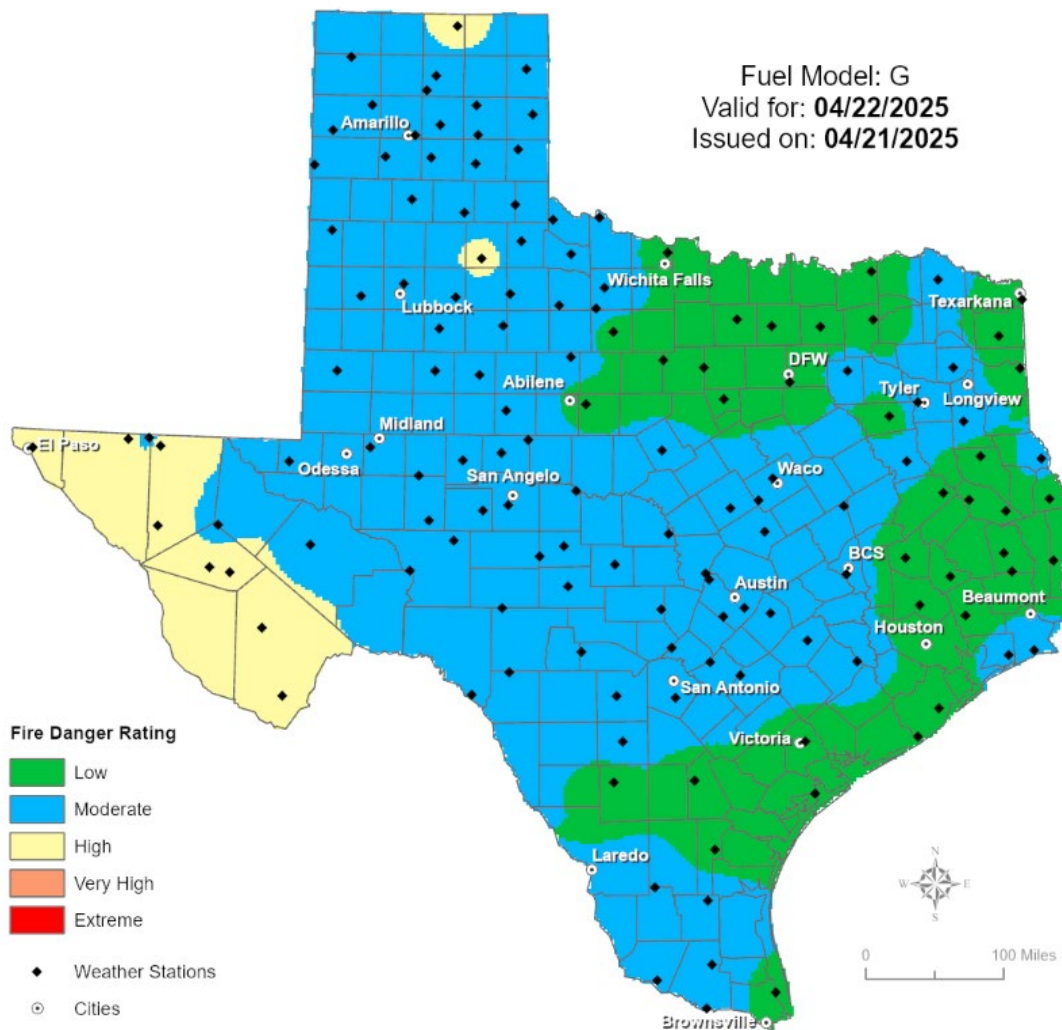 Fuel Model: G
Valid for: 04/22/2025
Issued on: 04/21/2025
Amarillo
Wichita Falls
Texarkana
Lubbock
DFW
Abilene
Tyler
Longview
Midland
El Paso
Odessa
San Angelo
Waco
BCS
Austin
Beaumont
Houston
San Antonio
Victoria
Laredo
Brownsville
Fire Danger Rating
Low
Moderate
High
Very High
Extreme
Weather Stations
Cities
N
W E
S
0 100 Miles